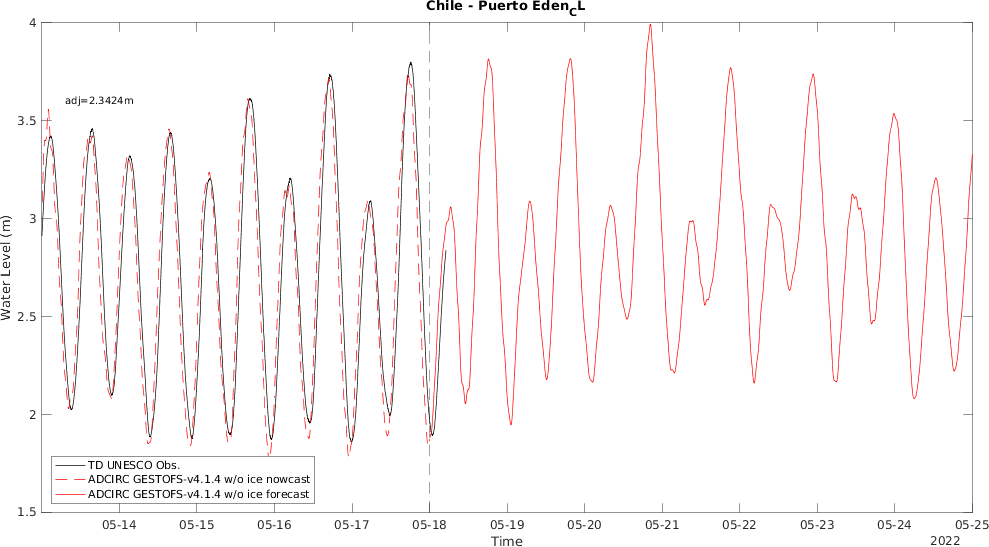 Chile - Puerto Eden_CL
adj=2.3424m
Water Level (m)
4
3.5
3
2.5
2
1.5
TD UNESCO Obs.
ADCIRC GESTOFS-v4.1.4 w/o ice nowcast
ADCIRC GESTOFS-v4.1.4 w/o ice forecast
05-14 05-15 05-16 05-17 05-18 05-19 05-20 05-21 05-22 05-23 05-24 05-25
Time
2022